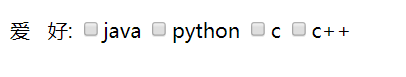 爱 好: java python c c++